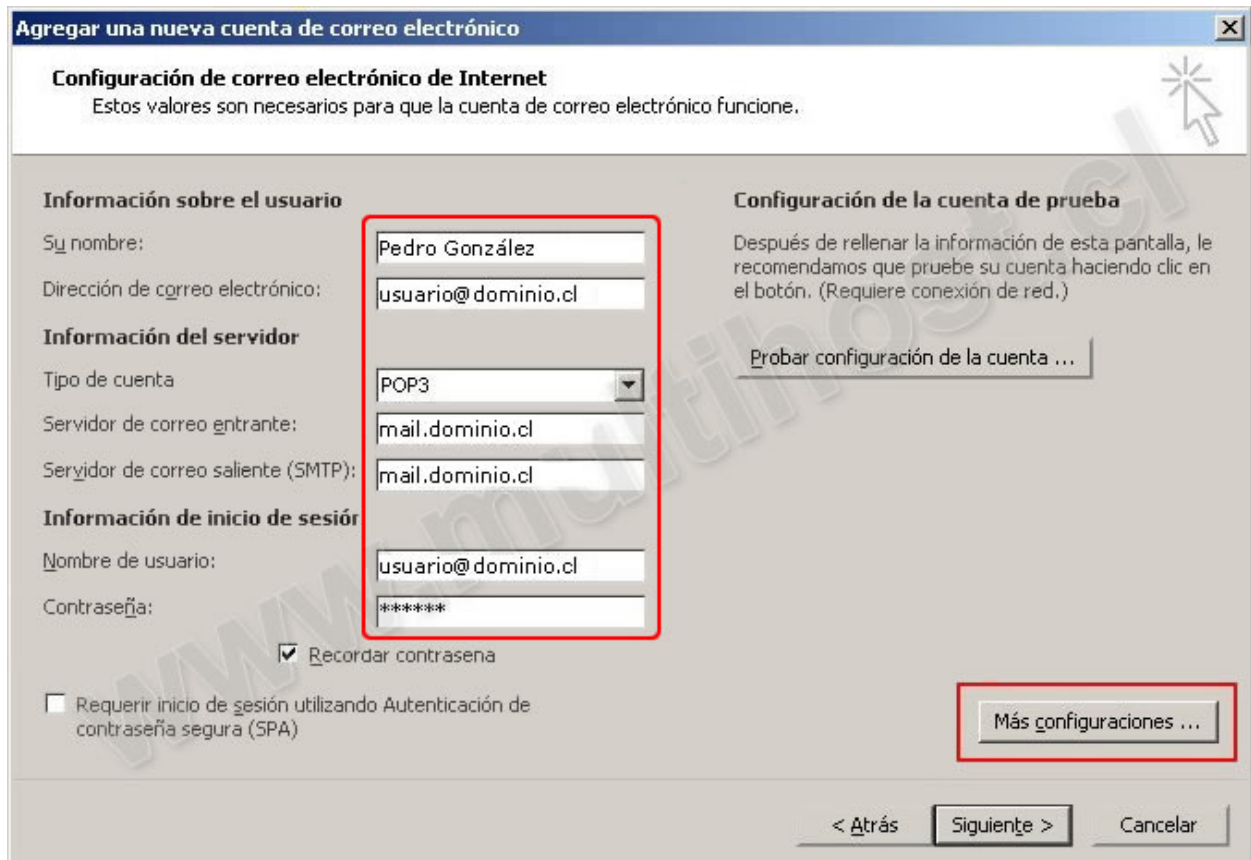 Agregar una nueva cuenta de correo electrónico
Configuración de correo electrónico de Internet
Estos valores son necesarios para que la cuenta de correo electrónico funcione.
Información sobre el usuario
Su nombre:
Pedro González
Dirección de correo electrónico:
usuario@dominio.cl
Información del servidor
Tipo de cuenta
POP3
Servidor de correo entrante:
mail.dominio.cl
Servidor de correo saliente (SMTP):
mail.dominio.cl
Información de inicio de sesión
Nombre de usuario:
usuario@dominio.cl
Contraseña:
******
Recordar contrasena
Requerir inicio de sesión utilizando Autenticación de
contraseña segura (SPA)
Configuración de la cuenta de prueba
Después de rellenar la información de esta pantalla, le
recomendamos que pruebe su cuenta haciendo clic en
el botón. (Requiere conexión de red.)
Probar configuración de la cuenta ...
Más configuraciones ...
< Atrás
Siguiente >
Cancelar
www.multihost.cl